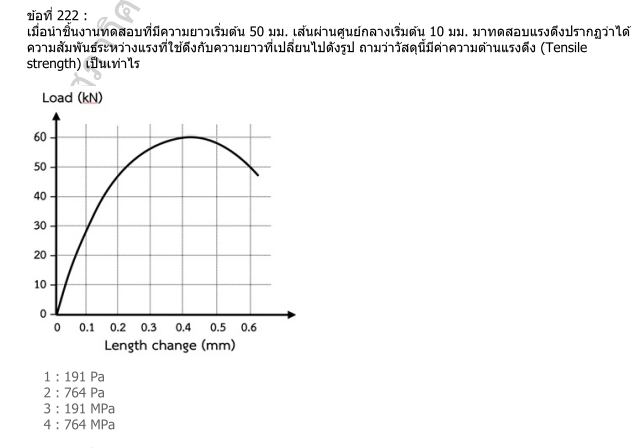 ข้อที่ 222 :
เมื่อนำชิ้นงานทดสอบที่มีความยาวเริ่มต้น 50 มม. เส้นผ่านศูนย์กลางเริ่มต้น 10 มม. มาทดสอบแรงดึงปรากฏว่าได้
ความสัมพันธ์ระหว่างแรงที่ใช้ดึงกับความยาวที่เปลี่ยนไปดังรูป ถามว่าวัสดุนี้มีค่าความต้านแรงดึง (Tensile
strength) เป็นเท่าไร
Load (kN)
60
50
40
30
20
10
0
0 0.1 0.2 0.3 0.4 0.5 0.6
Length change (mm)
1 : 191 Pa
2 : 764 Pa
3 : 191 MPa
4 : 764 MPa